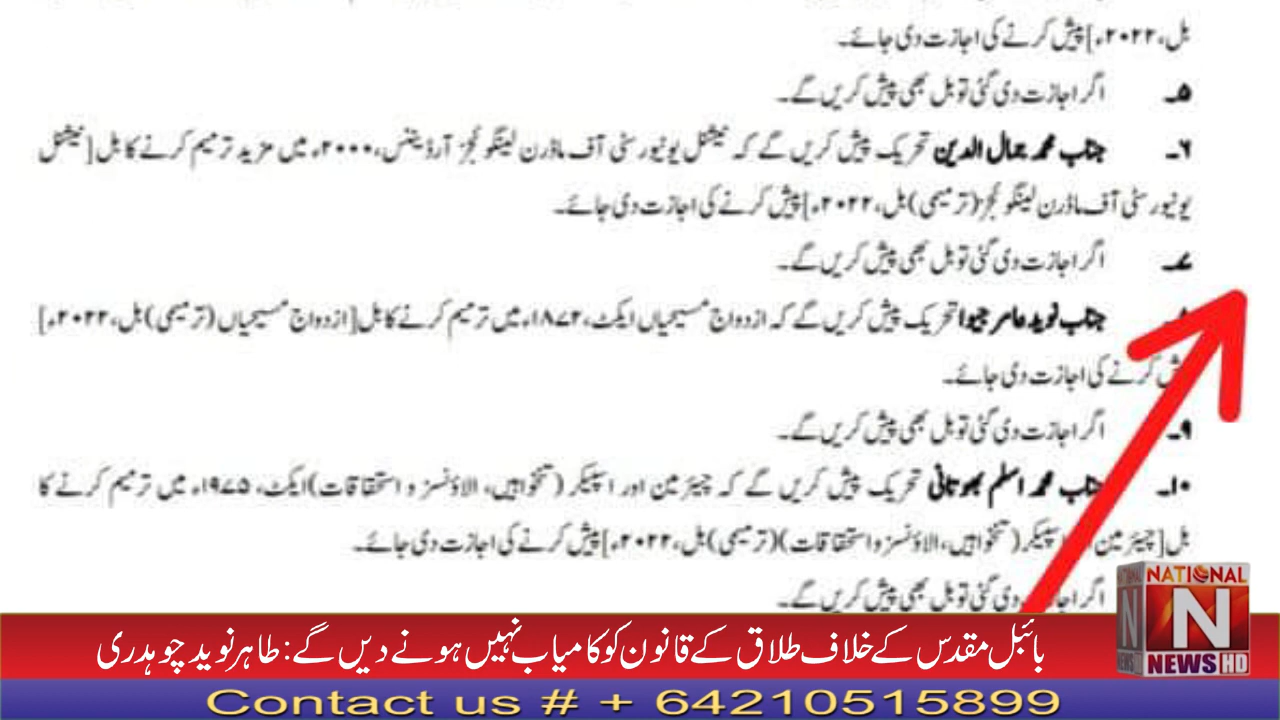 بل، ۲۰۲۲ء] پیش کرنے کی اجازت دی جائے۔
۵۔ اگر اجازت دی گئی تو بل بھی پیش کریں گے۔
۶۔ جناب محمد جمال الدین تحریک پیش کریں گے کہ نیشنل یونیورسٹی آف ماڈرن لینگوئجز آرڈیننس، ۲۰۰۰ء میں مزید ترمیم کرنے کا بل [نیشنل
یونیورسٹی آف ماڈرن لینگوئجز (ترمیمی) بل، ۲۰۲۲ء] پیش کرنے کی اجازت دی جائے۔
۷۔ اگر اجازت دی گئی تو بل بھی پیش کریں گے۔
۸۔ جناب نوید عامر جیوا تحریک پیش کریں گے کہ ازدواج مسیحیاں ایکٹ، ۱۸۷۲ء میں ترمیم کرنے کا بل [ازدواج مسیحیاں (ترمیمی) بل، ۲۰۲۲ء]
پیش کرنے کی اجازت دی جائے۔
۹۔ اگر اجازت دی گئی تو بل بھی پیش کریں گے۔
۱۰۔ جناب محمد اسلم بھوتانی تحریک پیش کریں گے کہ چیئرمین اور اسپیکر (تنخواہیں، الاؤنسز و استحقاقات) ایکٹ، ۱۹۷۵ء میں ترمیم کرنے کا
بل [چیئرمین اسپیکر (تنخواہیں، الاؤنسز و استحقاقات) (ترمیمی) بل، ۲۰۲۲ء] پیش کرنے کی اجازت دی جائے۔
اگر اجازت دی گئی تو بل بھی پیش کریں گے۔
بائبل مقدس کے خلاف طلاق کے قانون کو کامیاب نہیں ہونے دیں گے: طاہر نوید چوہدری
NATIONAL
N
NEWS HD
Contact us # + 64210515899